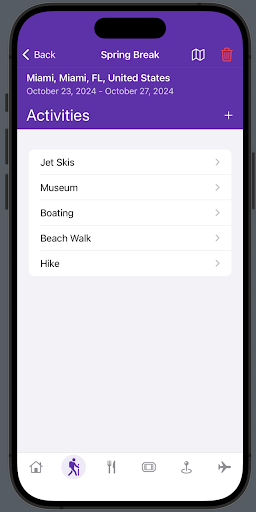 Back
Spring Break
Miami, Miami, FL, United States
October 23, 2024 - October 27, 2024
Activities
Jet Skis
Museum
Boating
Beach Walk
Hike